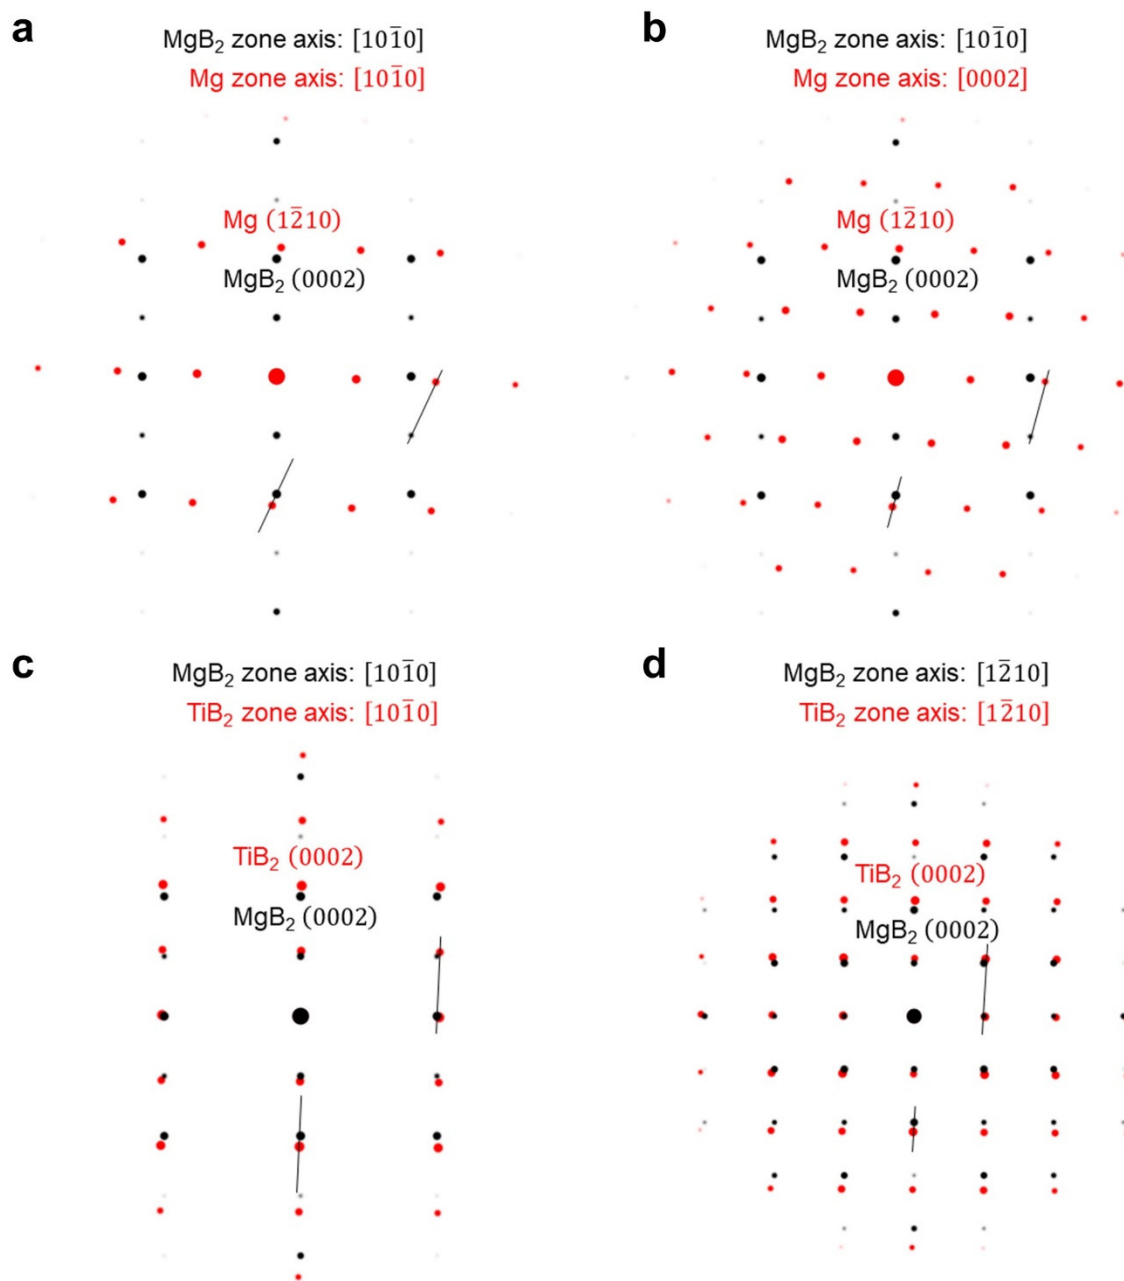 a
MgB₂ zone axis: [101̅0]
Mg zone axis: [101̅0]
Mg (12̅10)
MgB₂ (0002)
b
MgB₂ zone axis: [101̅0]
Mg zone axis: [0002]
Mg (12̅10)
MgB₂ (0002)
c
MgB₂ zone axis: [101̅0]
TiB₂ zone axis: [101̅0]
TiB₂ (0002)
MgB₂ (0002)
d
MgB₂ zone axis: [12̅10]
TiB₂ zone axis: [12̅10]
TiB₂ (0002)
MgB₂ (0002)